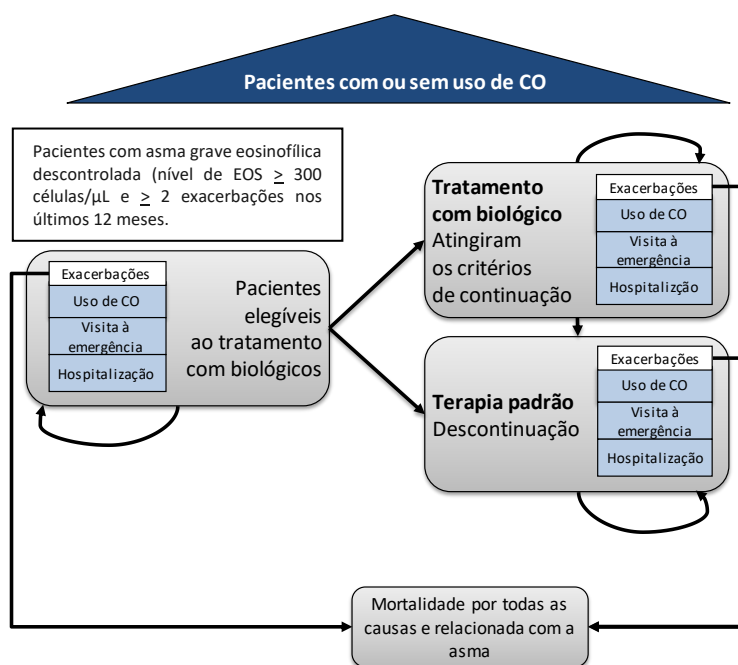 Pacientes com ou sem uso de CO
Pacientes com asma grave eosinofílica
descontrolada (nível de EOS ≥ 300
células/μL e ≥ 2 exacerbações nos
últimos 12 meses.
Exacerbações
Uso de CO
Visita à
emergência
Hospitalização
Pacientes
elegíveis
ao tratamento
com biológicos
Tratamento
com biológico
Atingiram
os critérios
de continuação
Exacerbações
Uso de CO
Visita à
emergência
Hospitalizção
Terapia padrão
Descontinuação
Exacerbações
Uso de CO
Visita à
emergência
Hospitalização
Mortalidade por todas as
causas e relacionada com a
asma